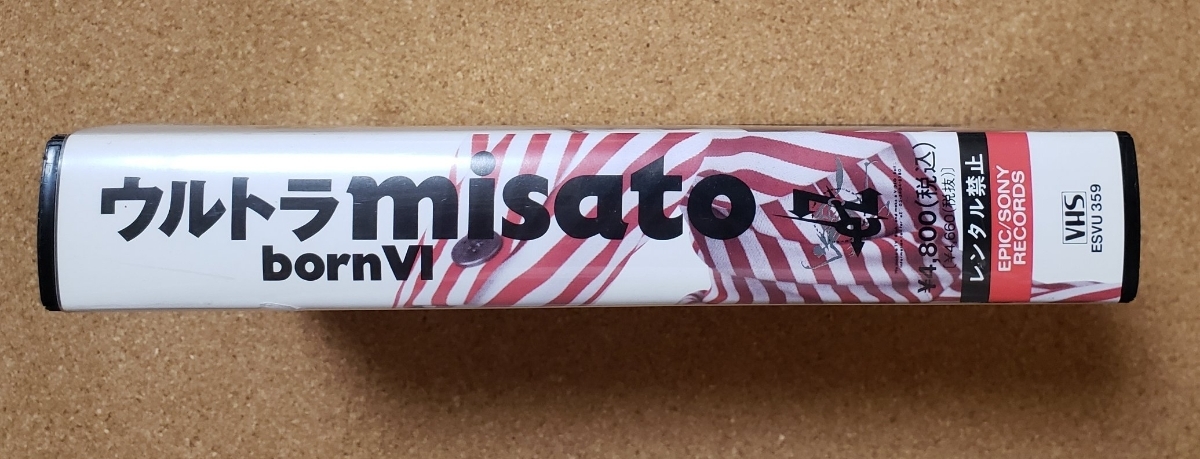 ウルトラmisato
bornVI
¥4,800(税込)
(¥4,660(税抜))
レンタル禁止
EPIC/SONY
RECORDS
VHS
ESVU 359